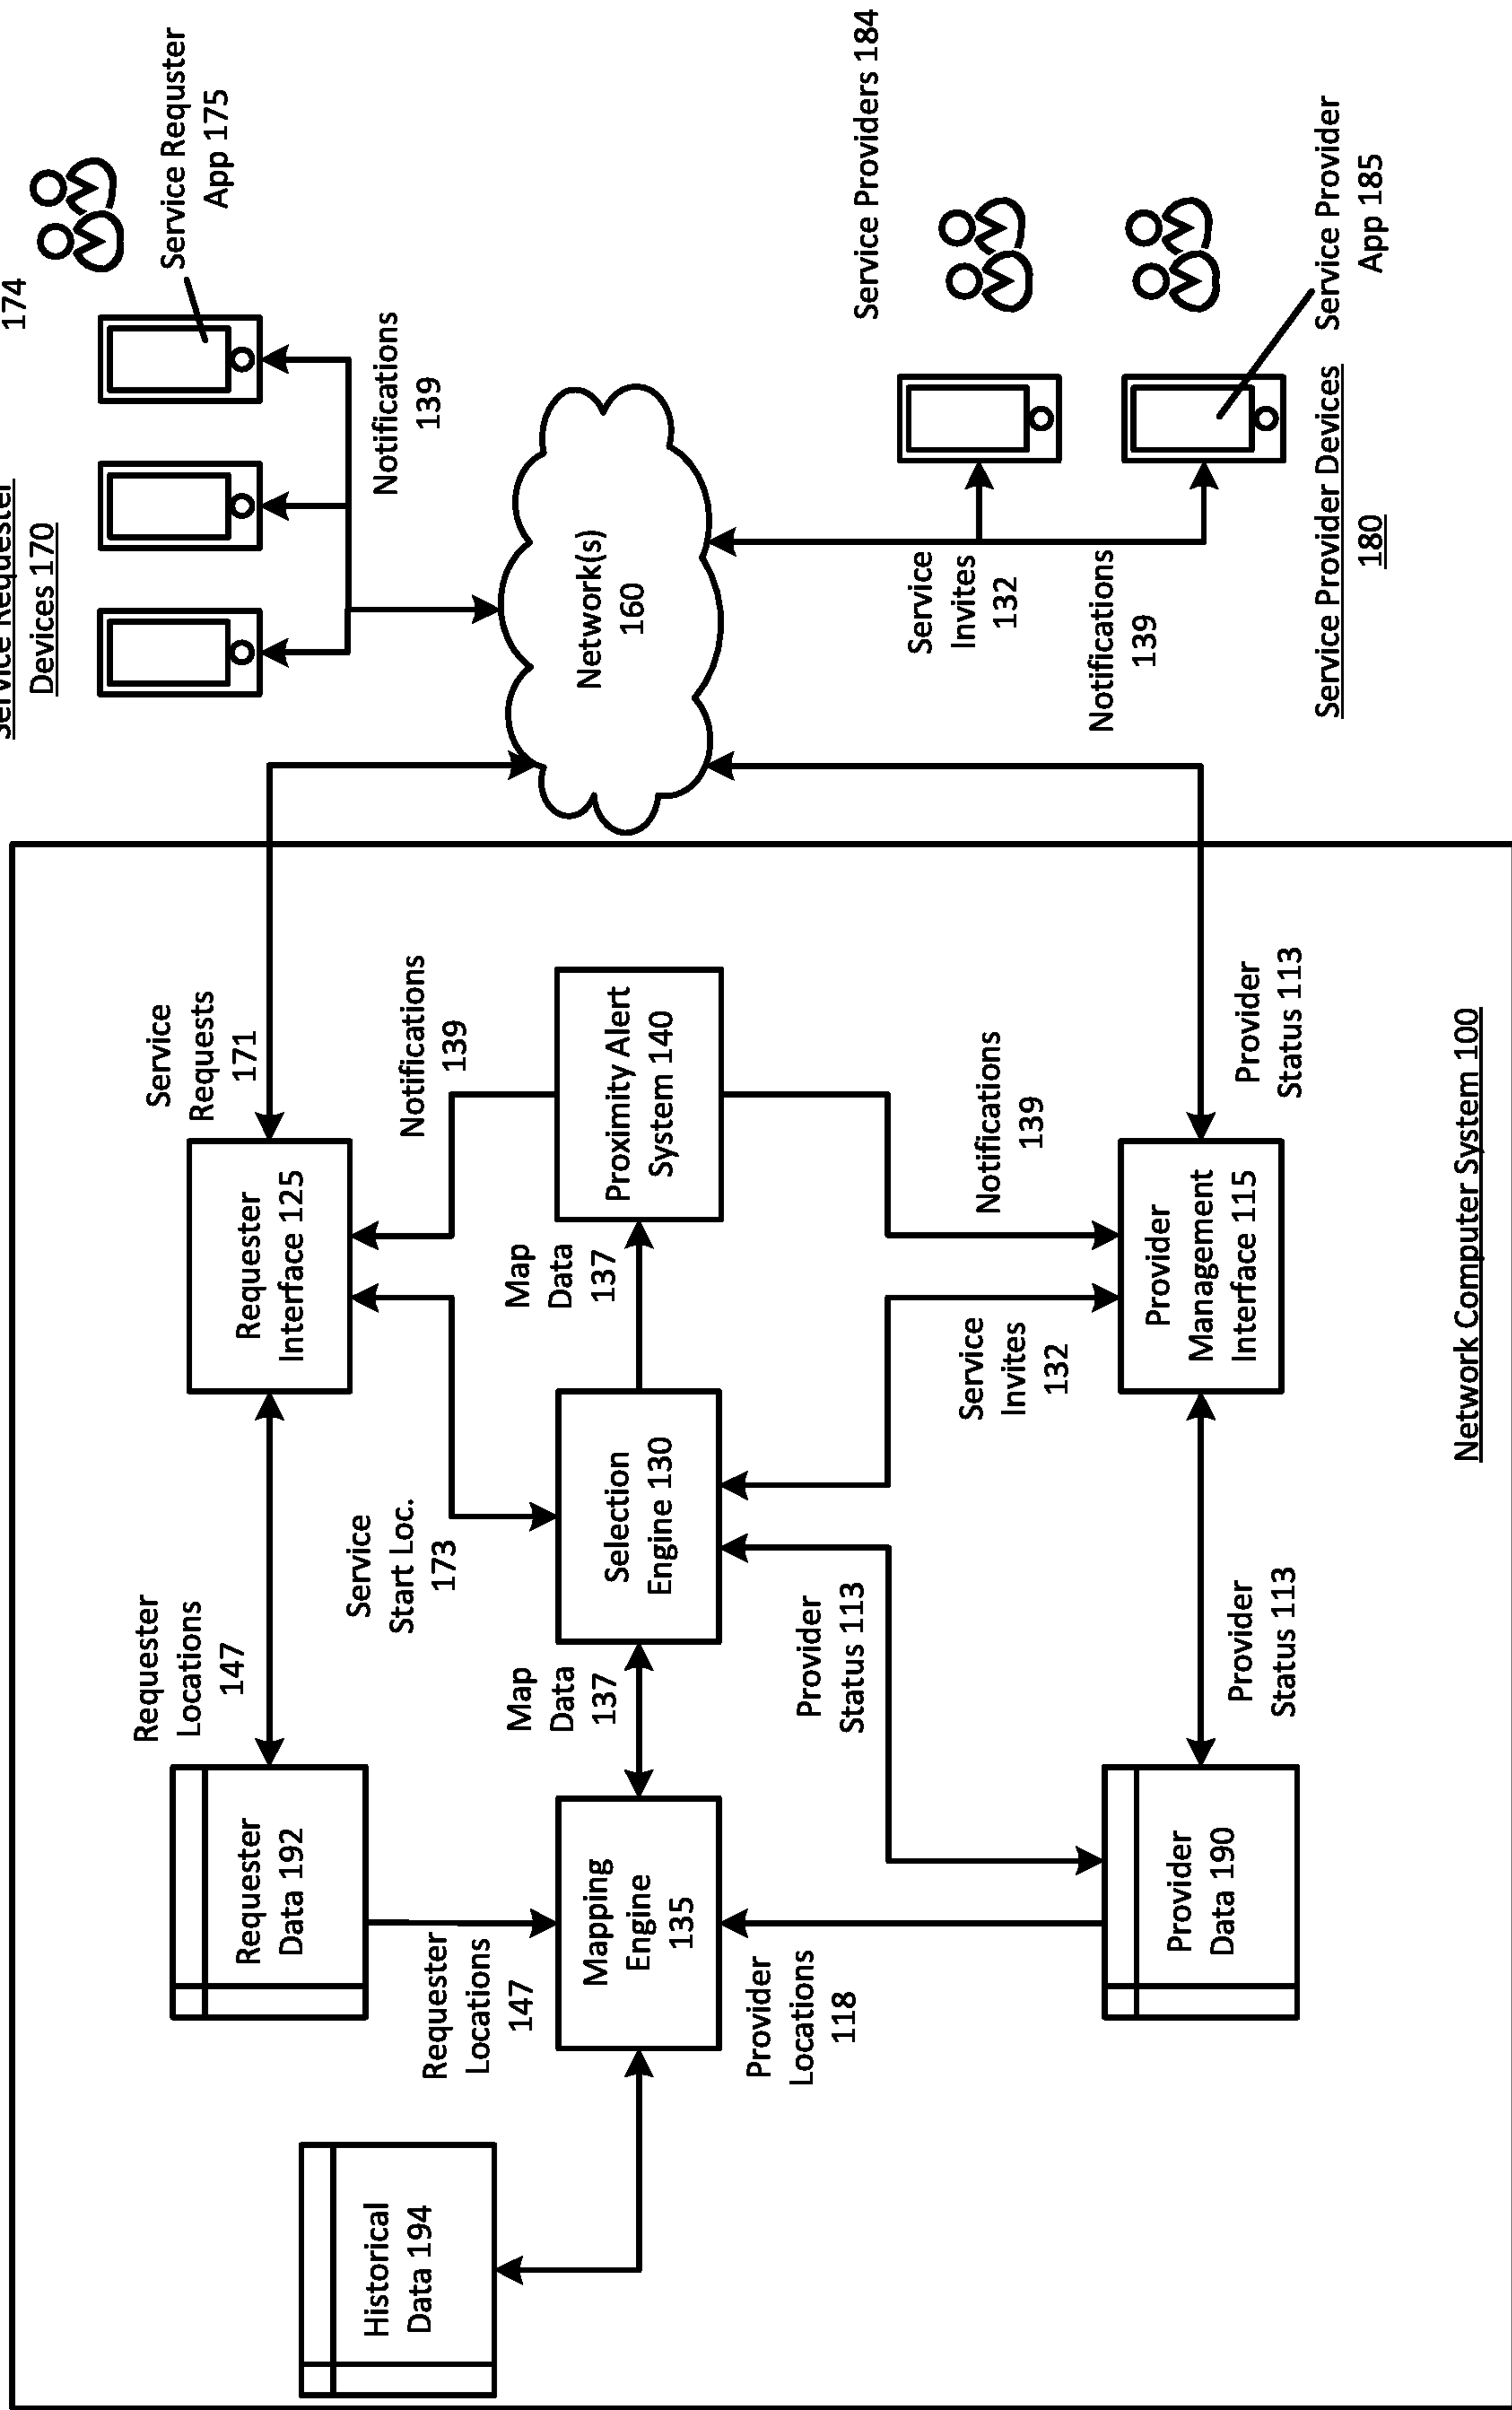 Service Requester
Devices 170
174
Service Requster
App 175
Notifications
139
Service
Requests
171
Requester
Locations
147
Requester
Data 192
Requester
Interface 125
Notifications
139
Service
Start Loc.
173
Requester
Locations
147
Historical
Data 194
Mapping
Engine
135
Map
Data
137
Selection
Engine 130
Map
Data
137
Proximity Alert
System 140
Network(s)
160
Provider
Locations
118
Provider
Status 113
Service
Invites
132
Notifications
139
Service
Invites
132
Notifications
139
Service Providers 184
Provider
Data 190
Provider
Status 113
Provider
Management
Interface 115
Provider
Status 113
Service Provider Devices
180
Service Provider
App 185
Network Computer System 100